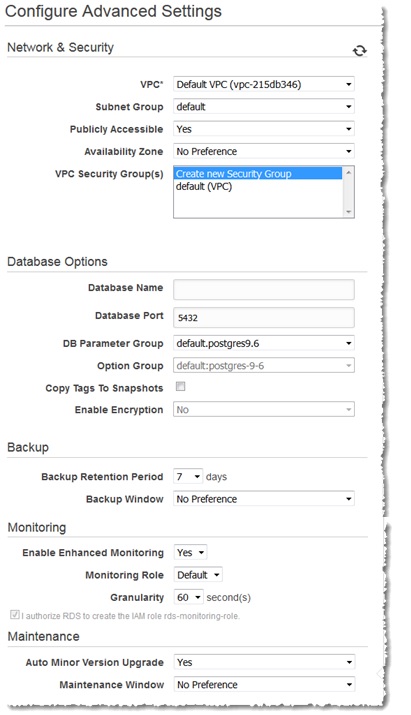 Configure Advanced Settings
Network & Security
VPC* Default VPC (vpc-215db346)
Subnet Group default
Publicly Accessible Yes
Availability Zone No Preference
VPC Security Group(s) Create new Security Group
default (VPC)
Database Options
Database Name
Database Port 5432
DB Parameter Group default.postgres9.6
Option Group default:postgres-9-6
Copy Tags To Snapshots
Enable Encryption No
Backup
Backup Retention Period 7 days
Backup Window No Preference
Monitoring
Enable Enhanced Monitoring Yes
Monitoring Role Default
Granularity 60 second(s)
I authorize RDS to create the IAM role rds-monitoring-role.
Maintenance
Auto Minor Version Upgrade Yes
Maintenance Window No Preference